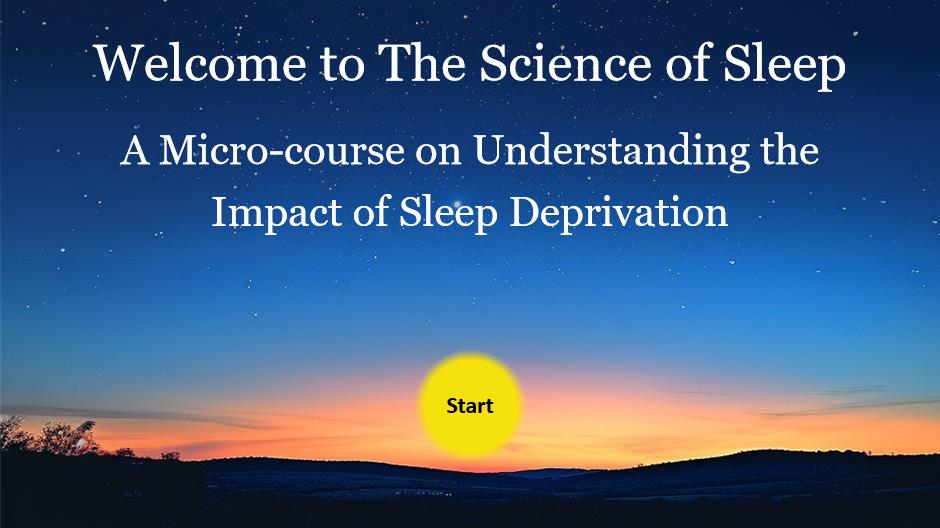 Welcome to The Science of Sleep
A Micro-course on Understanding the
Impact of Sleep Deprivation
Start